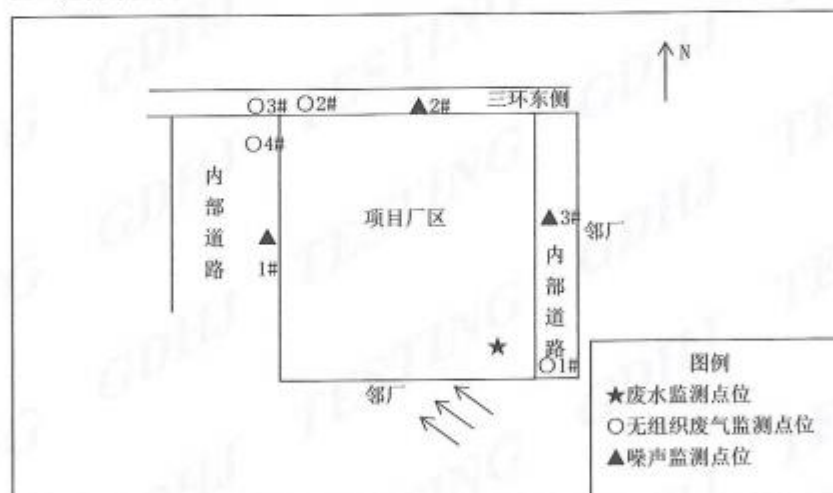 N
○3# ○2# ▲2# 三环东侧
○4#
内部道路
▲
1#
项目厂区
▲3# 邻厂
内部道路
★
○1#
邻厂
图例
★废水监测点位
○无组织废气监测点位
▲噪声监测点位
GDHJ TESTING